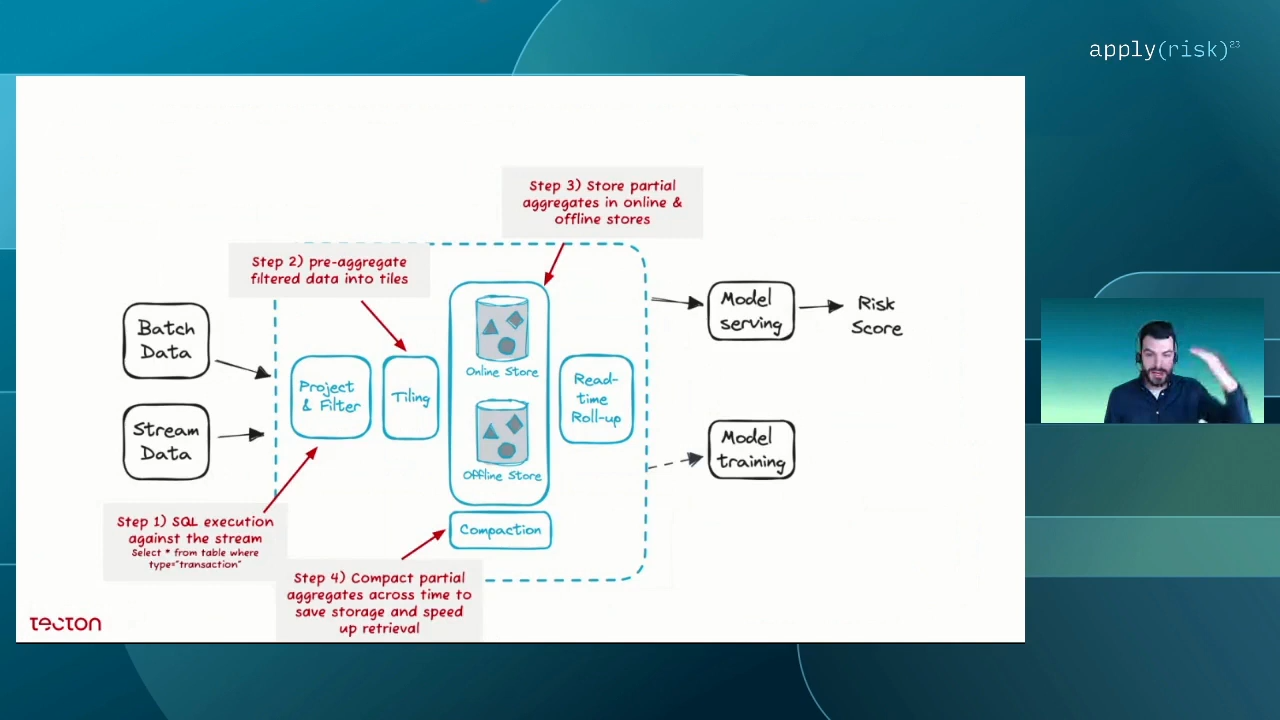 apply(risk)23
Step 3) Store partial
aggregates in online &
offline stores
Step 2) pre-aggregate
filtered data into tiles
Batch
Data
Stream
Data
Project
& Filter
Tiling
Online Store
Offline Store
Read-
time
Roll-up
Compaction
Model
serving
Risk
Score
Model
training
Step 1) SQL execution
against the stream
Select * from table where
type="transaction"
Step 4) Compact partial
aggregates across time to
save storage and speed
up retrieval
TECTON